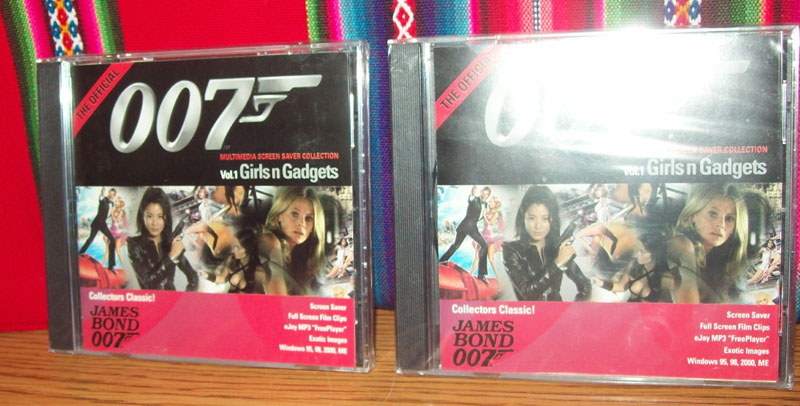 THE OFFICIAL
007
MULTIMEDIA SCREEN SAVER COLLECTION
Vol.1 Girls n Gadgets
Collectors Classic!
JAMES
BOND
007
Screen Saver
Full Screen Film Clips
eJay MP3 "FreePlayer"
Exotic Images
Windows 95, 98, 2000, ME
THE OFFICIAL
007
SCREEN SAVER COLLECTION
Vol.1 Girls n Gadgets
Collectors Classic!
JAMES
BOND
007
Screen Saver
Full Screen Film Clips
eJay MP3 "FreePlayer"
Exotic Images
Windows 95, 98, 2000, ME